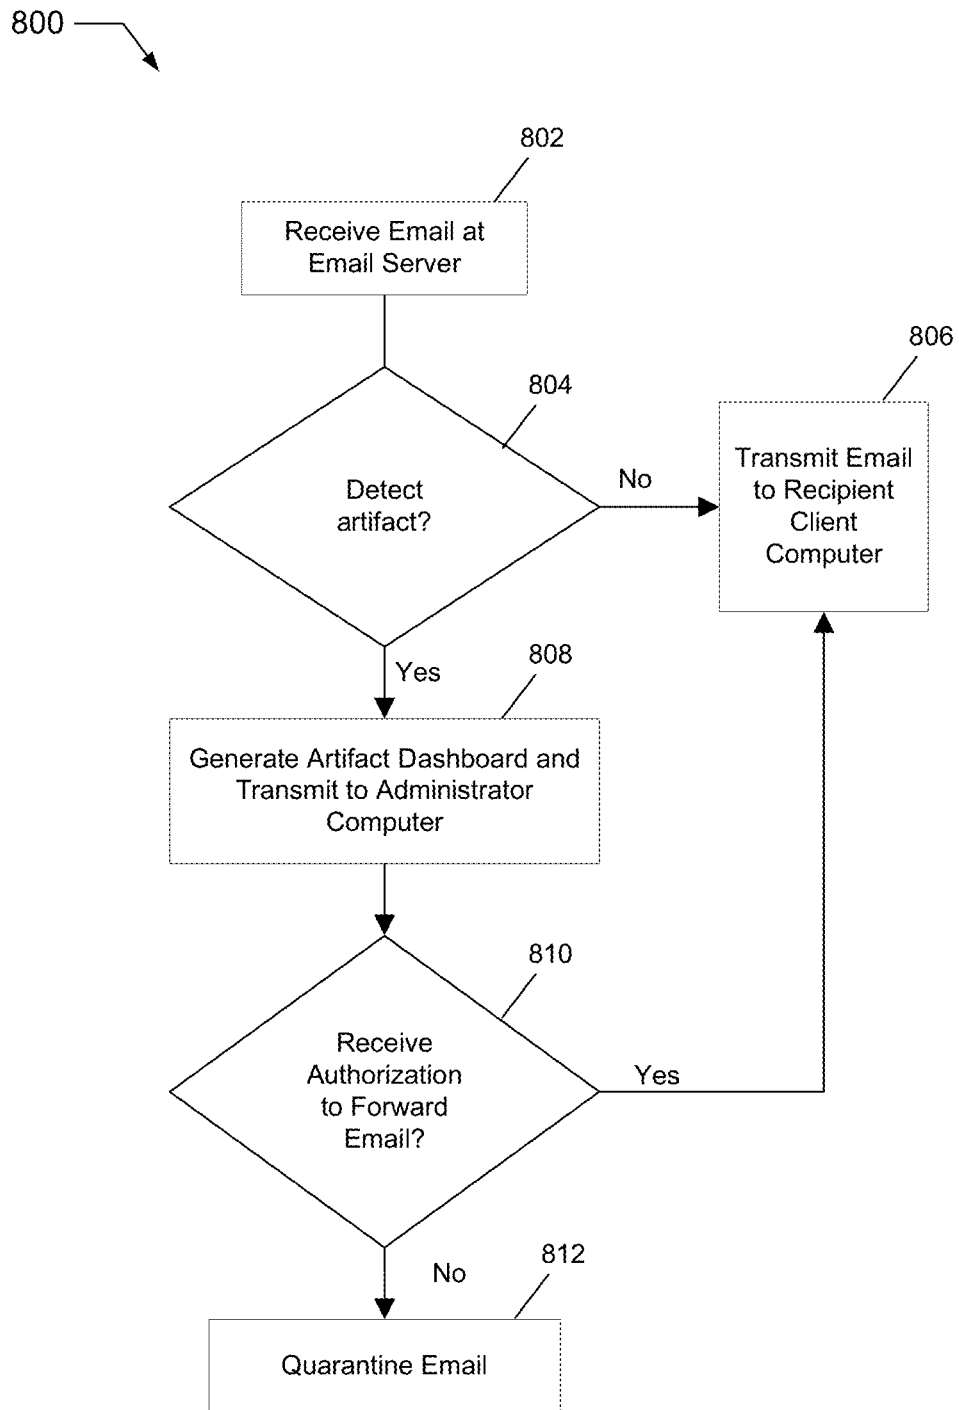 800
802
Receive Email at
Email Server
804
Detect
artifact?
No
806
Transmit Email
to Recipient
Client
Computer
Yes
808
Generate Artifact Dashboard and
Transmit to Administrator
Computer
810
Receive
Authorization
to Forward
Email?
Yes
No
812
Quarantine Email